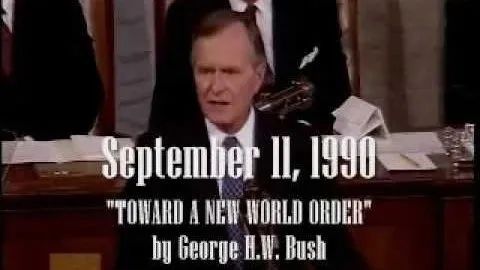 September 11, 1990
"TOWARD A NEW WORLD ORDER"
by George H.W. Bush